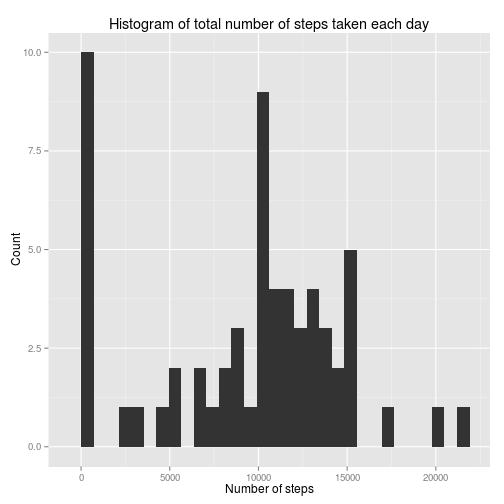 Histogram of total number of steps taken each day
10.0
7.5
5.0
2.5
0.0
Count
0 5000 10000 15000 20000
Number of steps